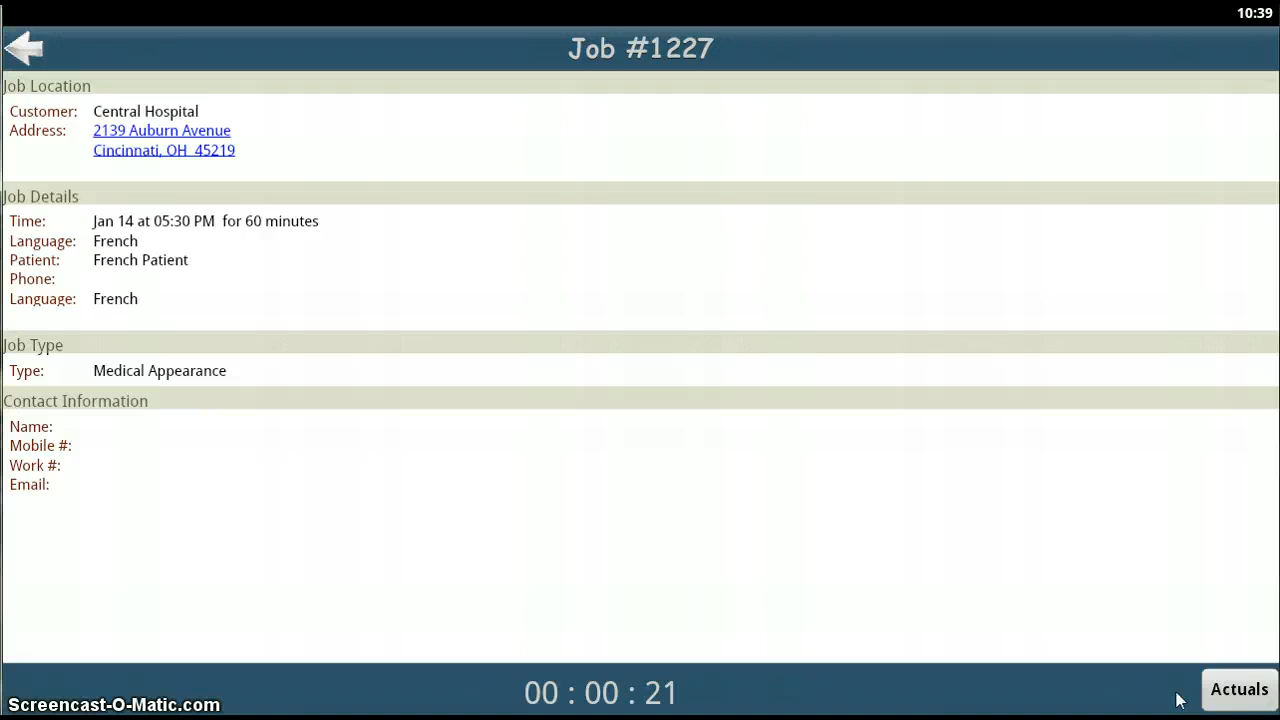 10:39
Job #1227
Job Location
Customer: Central Hospital
Address: 2139 Auburn Avenue
Cincinnati, OH 45219
Job Details
Time: Jan 14 at 05:30 PM for 60 minutes
Language: French
Patient: French Patient
Phone:
Language: French
Job Type
Type: Medical Appearance
Contact Information
Name:
Mobile #:
Work #:
Email:
00 : 00 : 21
Actuals
Screencast-O-Matic.com